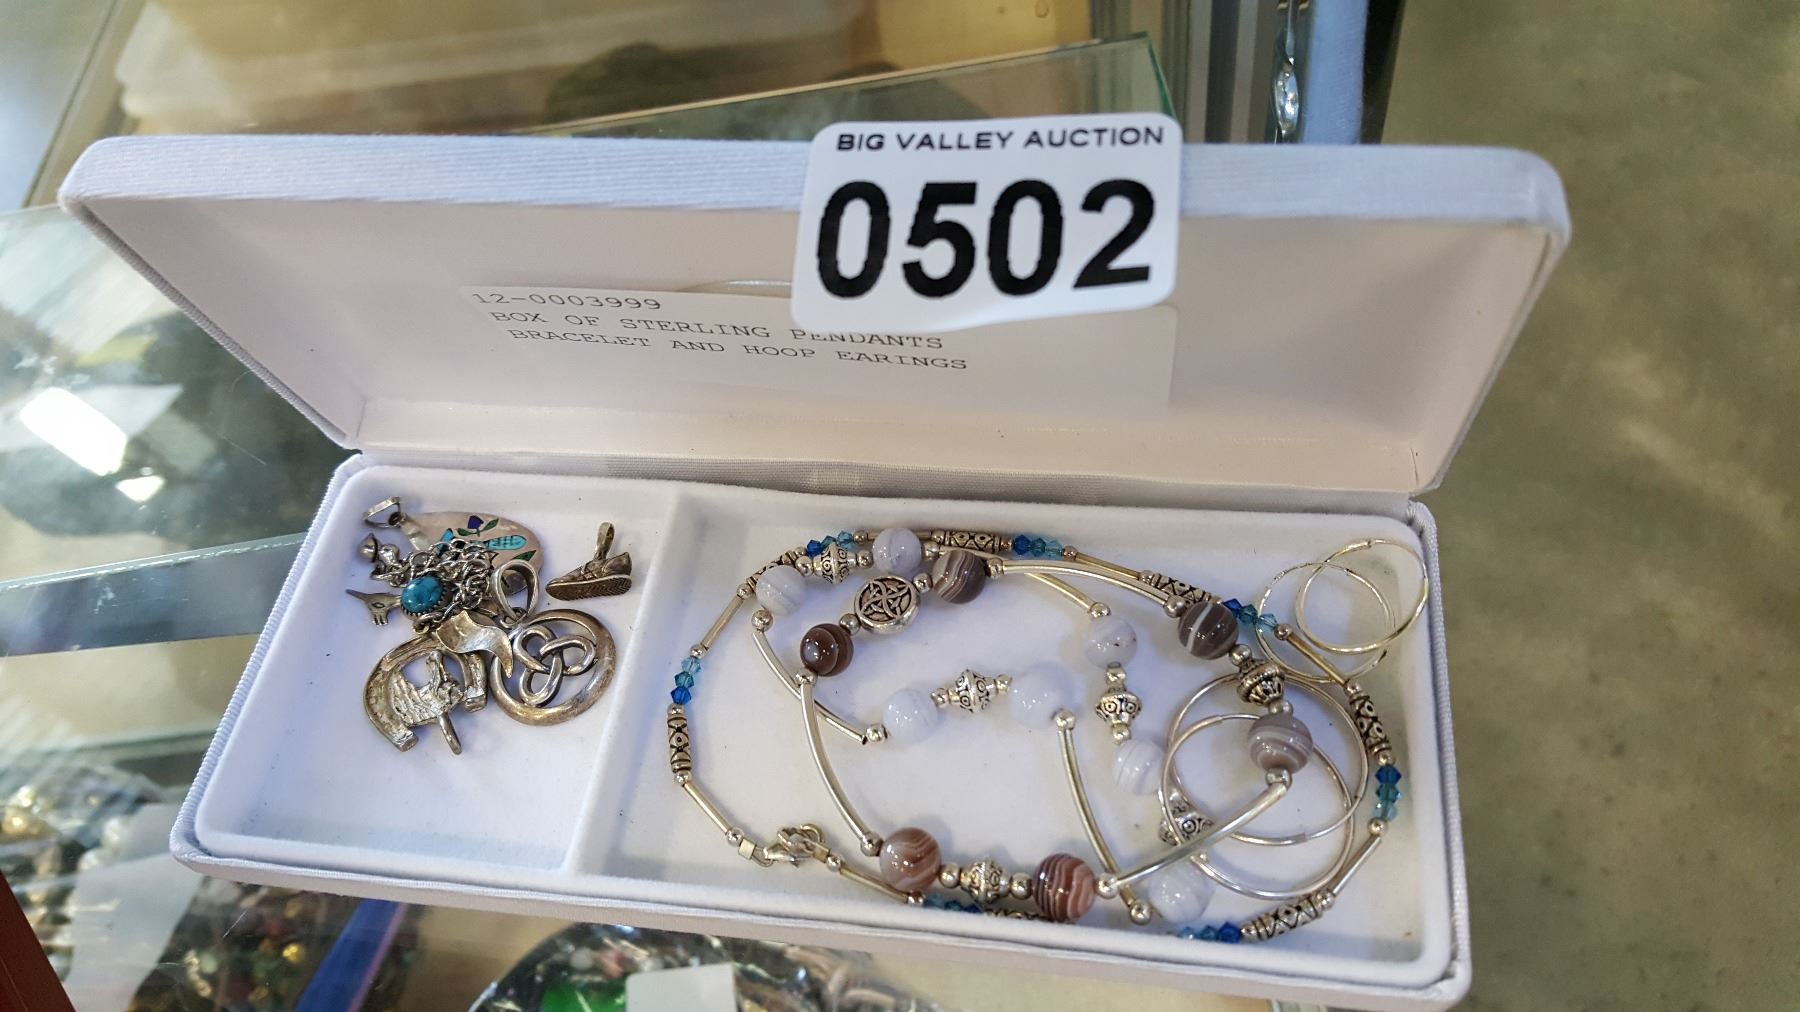 BIG VALLEY AUCTION
0502
12-0003999
BOX OF STERLING PENDANTS
BRACELET AND HOOP EARINGS